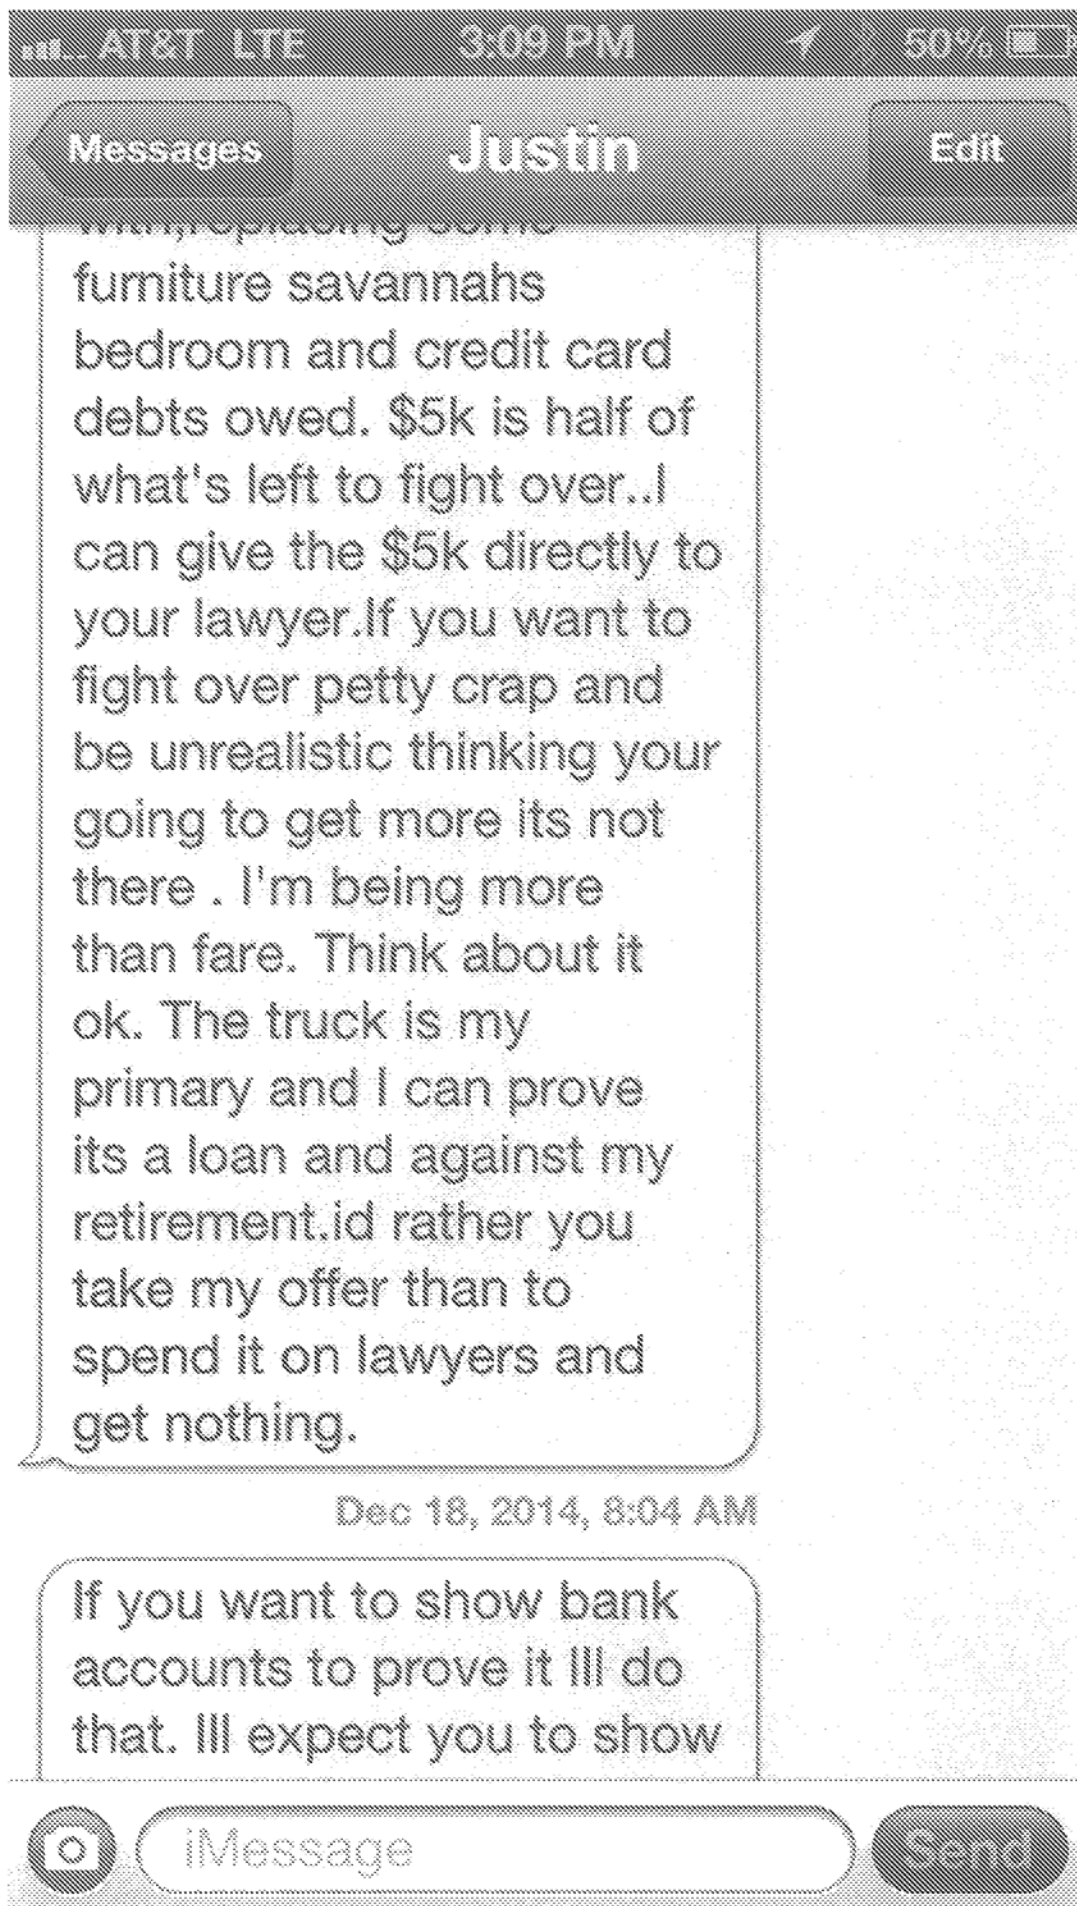 AT&T LTE 3:09 PM 50%
Messages Justin Edit
with,replacing some
furniture savannahs
bedroom and credit card
debts owed. $5k is half of
what's left to fight over..I
can give the $5k directly to
your lawyer.If you want to
fight over petty crap and
be unrealistic thinking your
going to get more its not
there . I'm being more
than fare. Think about it
ok. The truck is my
primary and I can prove
its a loan and against my
retirement.id rather you
take my offer than to
spend it on lawyers and
get nothing.
Dec 18, 2014, 8:04 AM
If you want to show bank
accounts to prove it Ill do
that. Ill expect you to show
iMessage Send